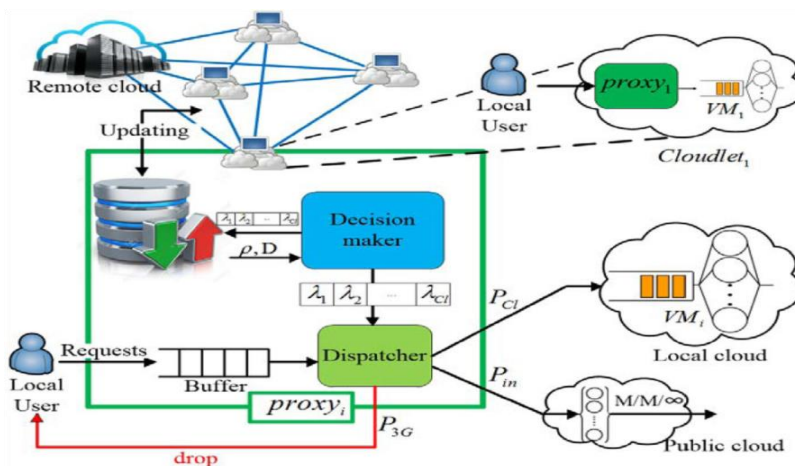 Remote cloud
Updating
Local
User
proxy₁
VM₁
Cloudlet₁
λ₁ λ₂ ... λCl
ρ, D
Decision
maker
λ₁ λ₂ ... λCl
PCl
VMᵢ
Local cloud
Requests
Buffer
Dispatcher
Local
User
proxyᵢ
Pin
M/M/∞
Public cloud
P3G
drop